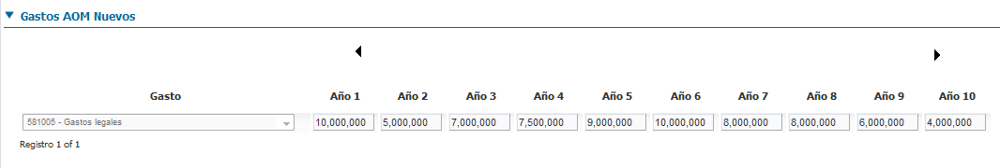 Gastos AOM Nuevos
Gasto Año 1 Año 2 Año 3 Año 4 Año 5 Año 6 Año 7 Año 8 Año 9 Año 10
581005 - Gastos legales 10,000,000 5,000,000 7,000,000 7,500,000 9,000,000 10,000,000 8,000,000 8,000,000 6,000,000 4,000,000
Registro 1 of 1